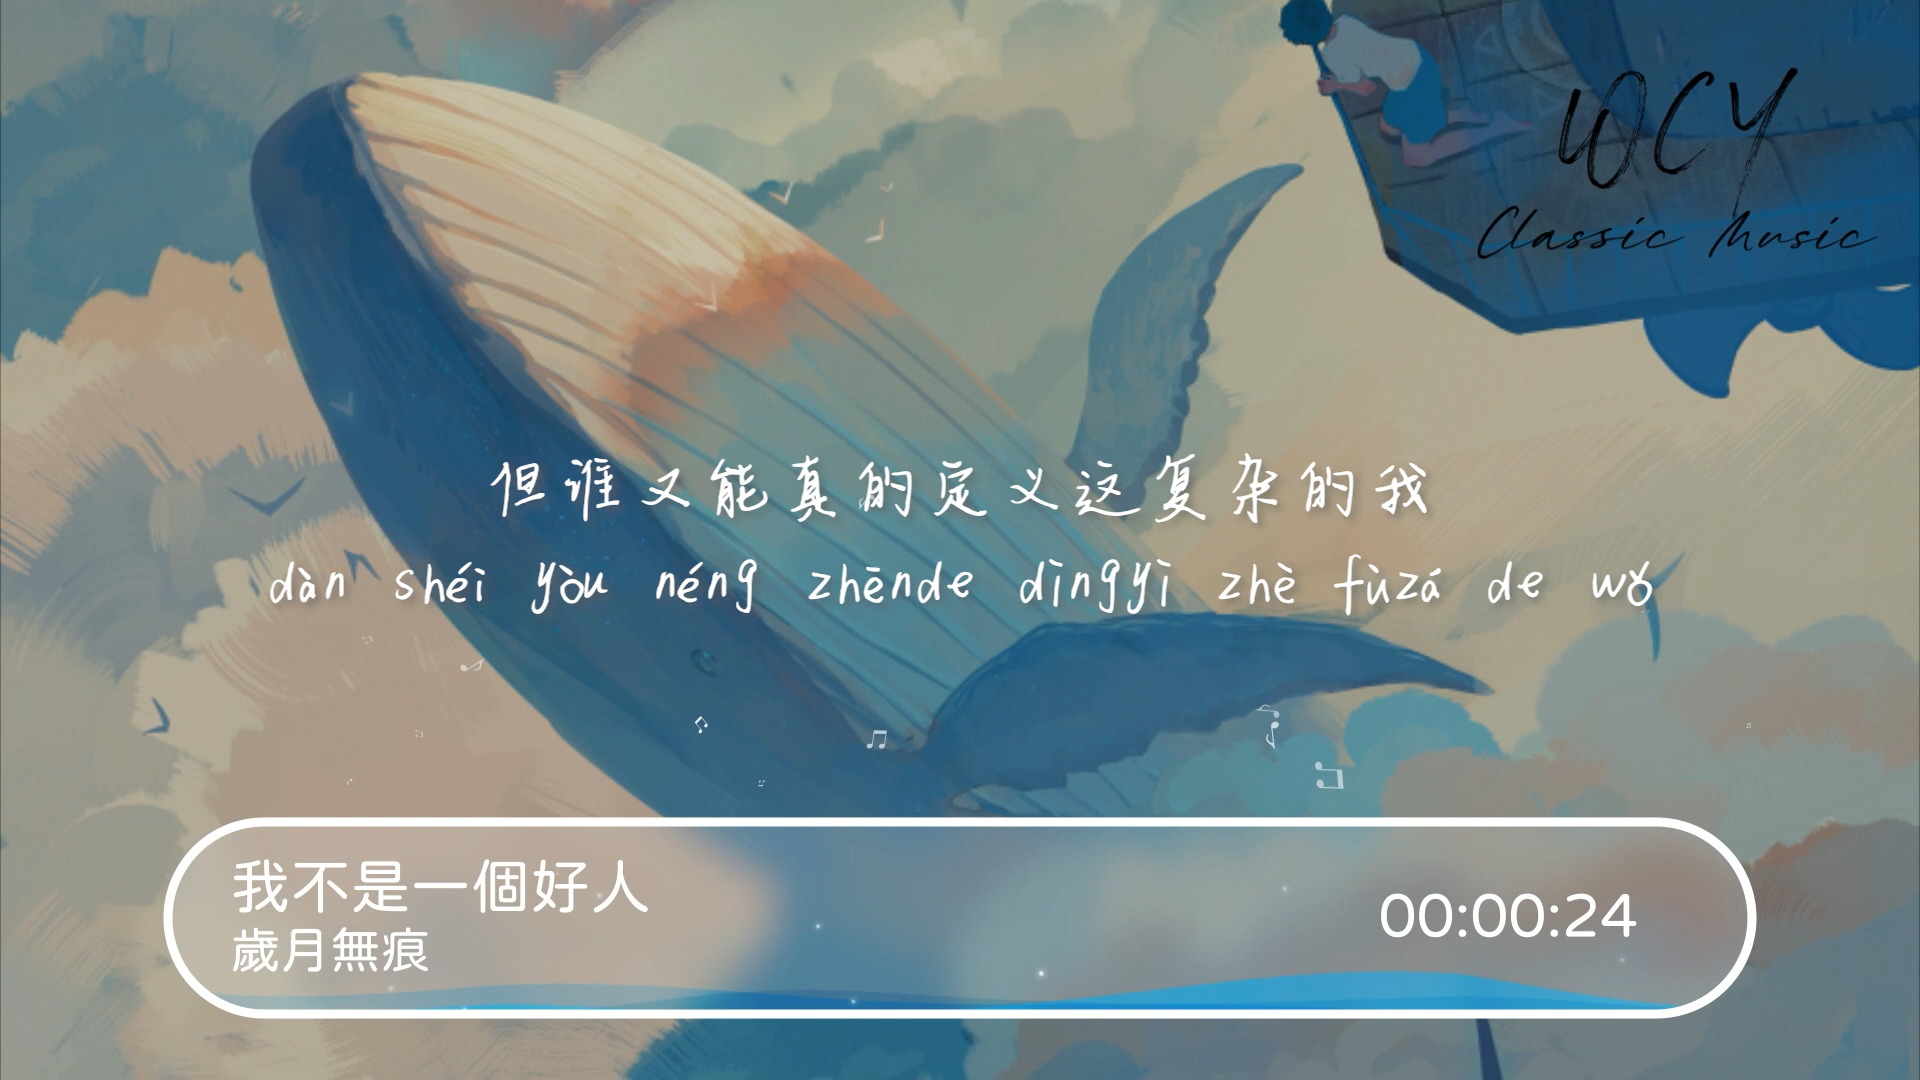 WCY
Classic Music
但谁又能真的定义这复杂的我
dàn shéi yòu néng zhēnde dìngyì zhè fùzá de wǒ
我不是一個好人
歲月無痕
00:00:24